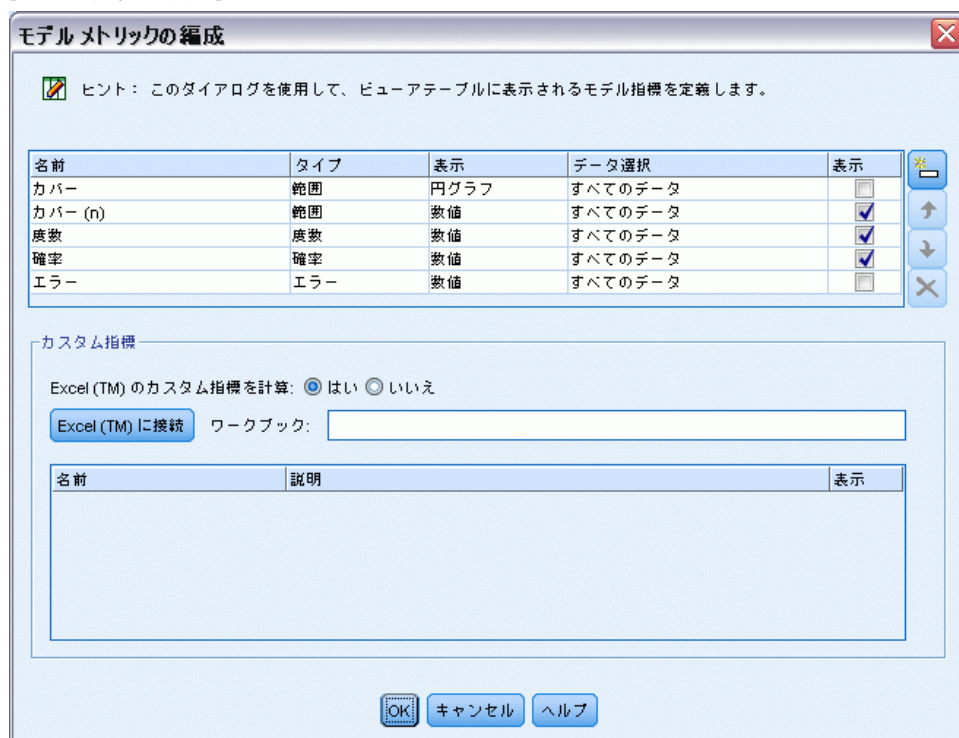 モデル メトリックの編成
ヒント： このダイアログを使用して、ビューアテーブルに表示されるモデル指標を定義します。
名前 タイプ 表示 データ選択 表示
カバー 範囲 円グラフ すべてのデータ
カバー (n) 範囲 数値 すべてのデータ
度数 度数 数値 すべてのデータ
確率 確率 数値 すべてのデータ
エラー エラー 数値 すべてのデータ
カスタム指標
Excel (TM) のカスタム指標を計算: はい いいえ
Excel (TM) に接続 ワークブック:
名前 説明 表示
OK キャンセル ヘルプ